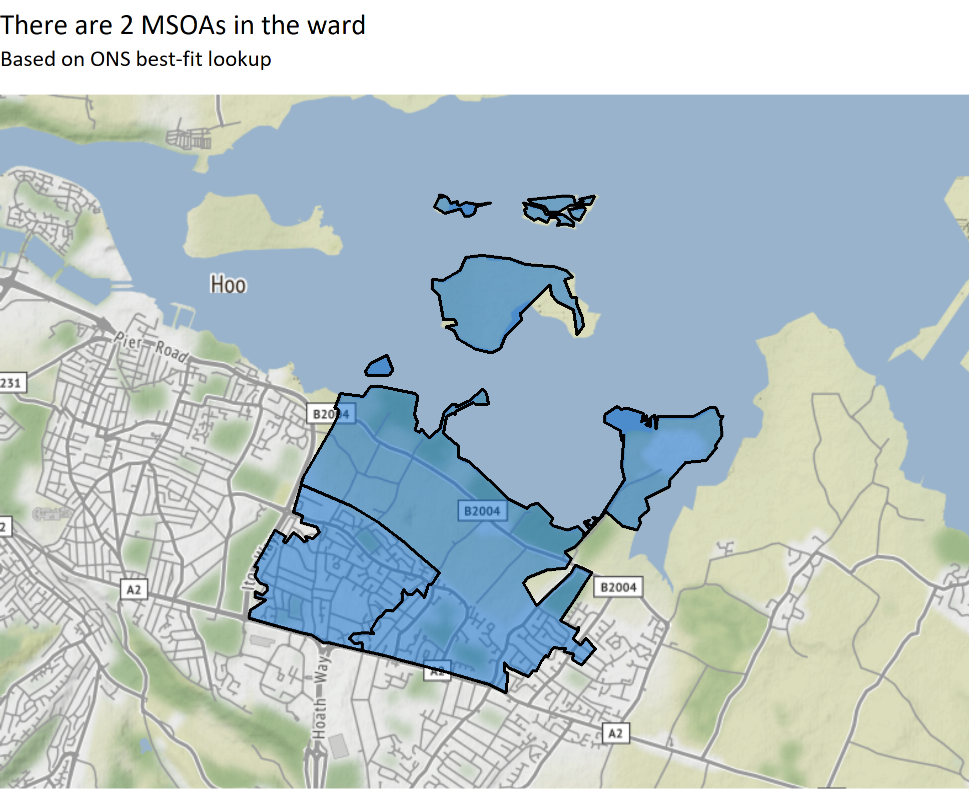 There are 2 MSOAs in the ward
Based on ONS best-fit lookup
Hoo
Pier Road
231
B2004
B2004
2
A2
B2004
A2
Hoath Way
A2